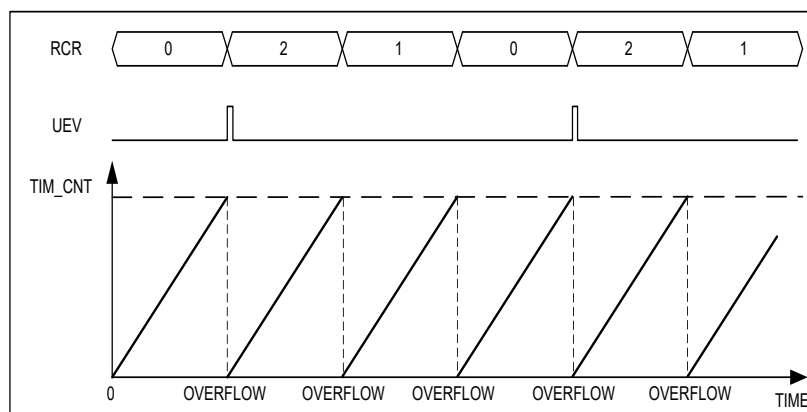 RCR 0 2 1 0 2 1
UEV
TIM_CNT
0 OVERFLOW OVERFLOW OVERFLOW OVERFLOW OVERFLOW TIME